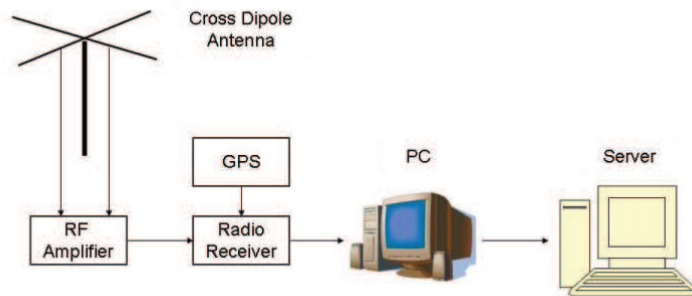 Cross Dipole
Antenna
GPS
PC
Server
RF
Amplifier
Radio
Receiver